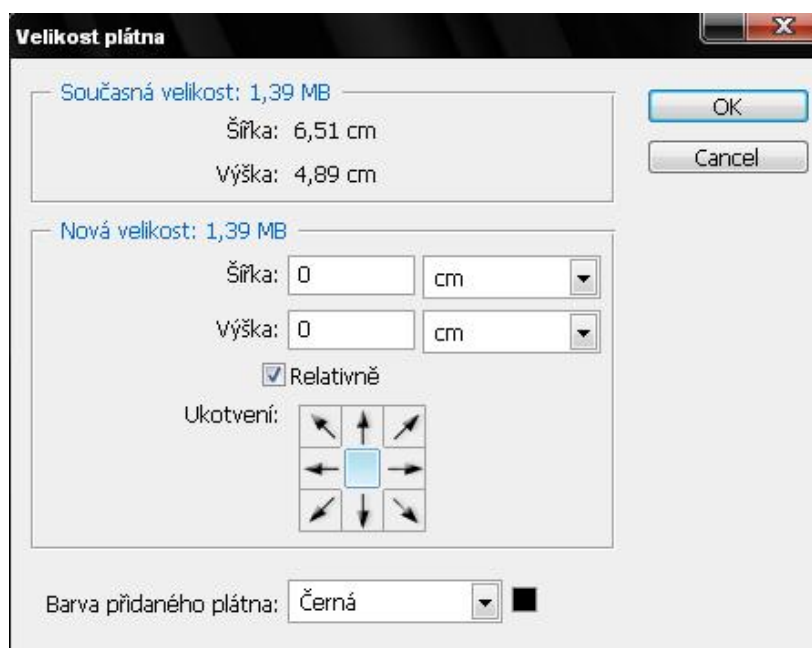 Velikost plátna
Současná velikost: 1,39 MB
Šířka: 6,51 cm
Výška: 4,89 cm
OK
Cancel
Nová velikost: 1,39 MB
Šířka: 0 cm
Výška: 0 cm
Relativně
Ukotvení:
Barva přidaného plátna: Černá